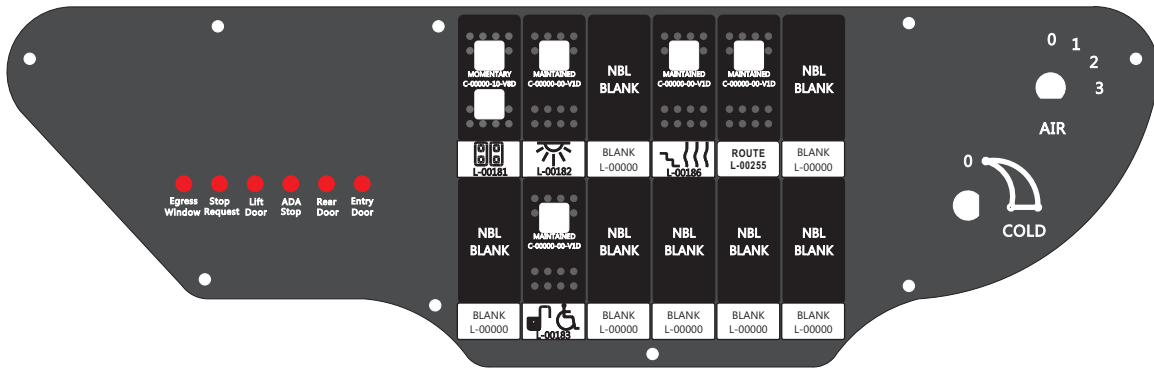 0
1
2
3
AIR
MOMENTARY
C-00000-10-V8D
MAINTAINED
C-00000-00-V1D
NBL
BLANK
MAINTAINED
C-00000-00-V1D
MAINTAINED
C-00000-00-V1D
NBL
BLANK
L-00181
L-00182
BLANK
L-00000
L-00186
ROUTE
L-00255
BLANK
L-00000
0
COLD
Egress
Window
Stop
Request
Lift
Door
ADA
Stop
Rear
Door
Entry
Door
NBL
BLANK
MAINTAINED
C-00000-00-V1D
NBL
BLANK
NBL
BLANK
NBL
BLANK
NBL
BLANK
BLANK
L-00000
L-00183
BLANK
L-00000
BLANK
L-00000
BLANK
L-00000
BLANK
L-00000